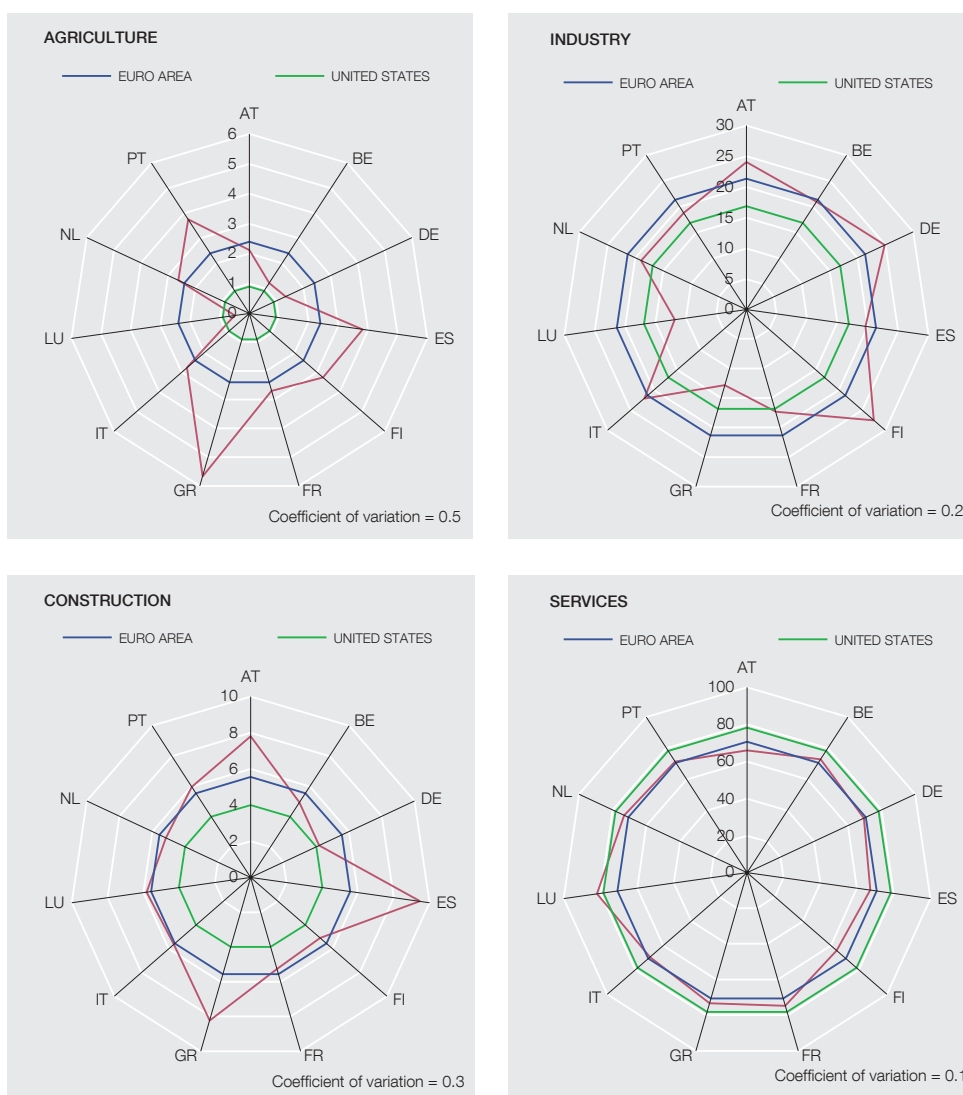 AGRICULTURE
EURO AREA
UNITED STATES
AT
6
PT
BE
5
4
NL
DE
3
2
1
0
LU
ES
IT
FI
GR
FR
Coefficient of variation = 0.5
INDUSTRY
EURO AREA
UNITED STATES
AT
30
PT
BE
25
20
NL
DE
15
10
5
0
LU
ES
IT
FI
GR
FR
Coefficient of variation = 0.2
CONSTRUCTION
EURO AREA
UNITED STATES
AT
10
PT
BE
8
6
NL
DE
4
2
0
LU
ES
IT
FI
GR
FR
Coefficient of variation = 0.3
SERVICES
EURO AREA
UNITED STATES
AT
100
PT
BE
80
60
NL
DE
40
20
0
LU
ES
IT
FI
GR
FR
Coefficient of variation = 0.1